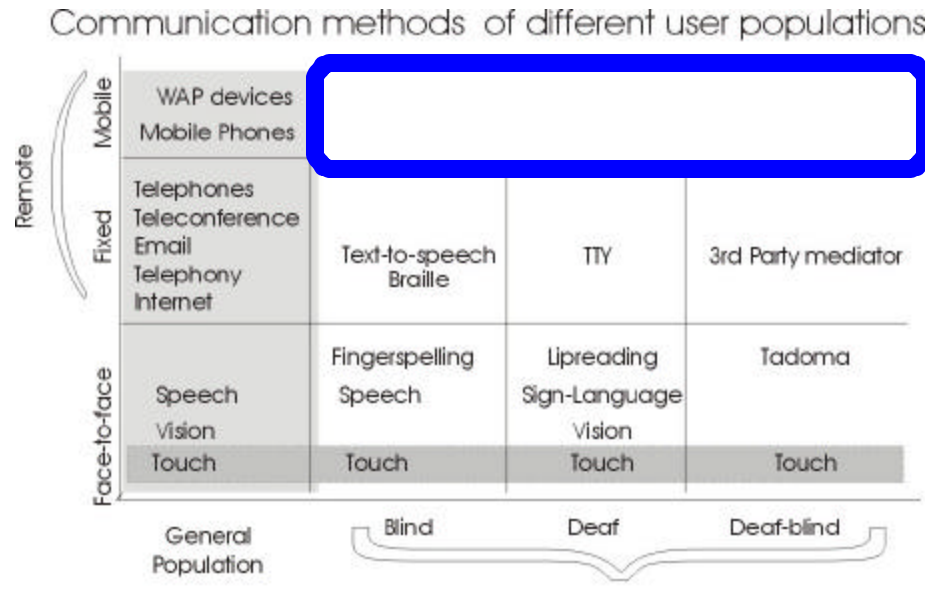 Communication methods of different user populations
Remote
Mobile
WAP devices
Mobile Phones
Fixed
Telephones
Teleconference
Email
Telephony
Internet
Text-to-speech
Braille
TTY
3rd Party mediator
Face-to-face
Speech
Vision
Touch
Fingerspelling
Speech
Touch
Lipreading
Sign-Language
Vision
Touch
Tadoma
Touch
General
Population
Blind
Deaf
Deaf-blind